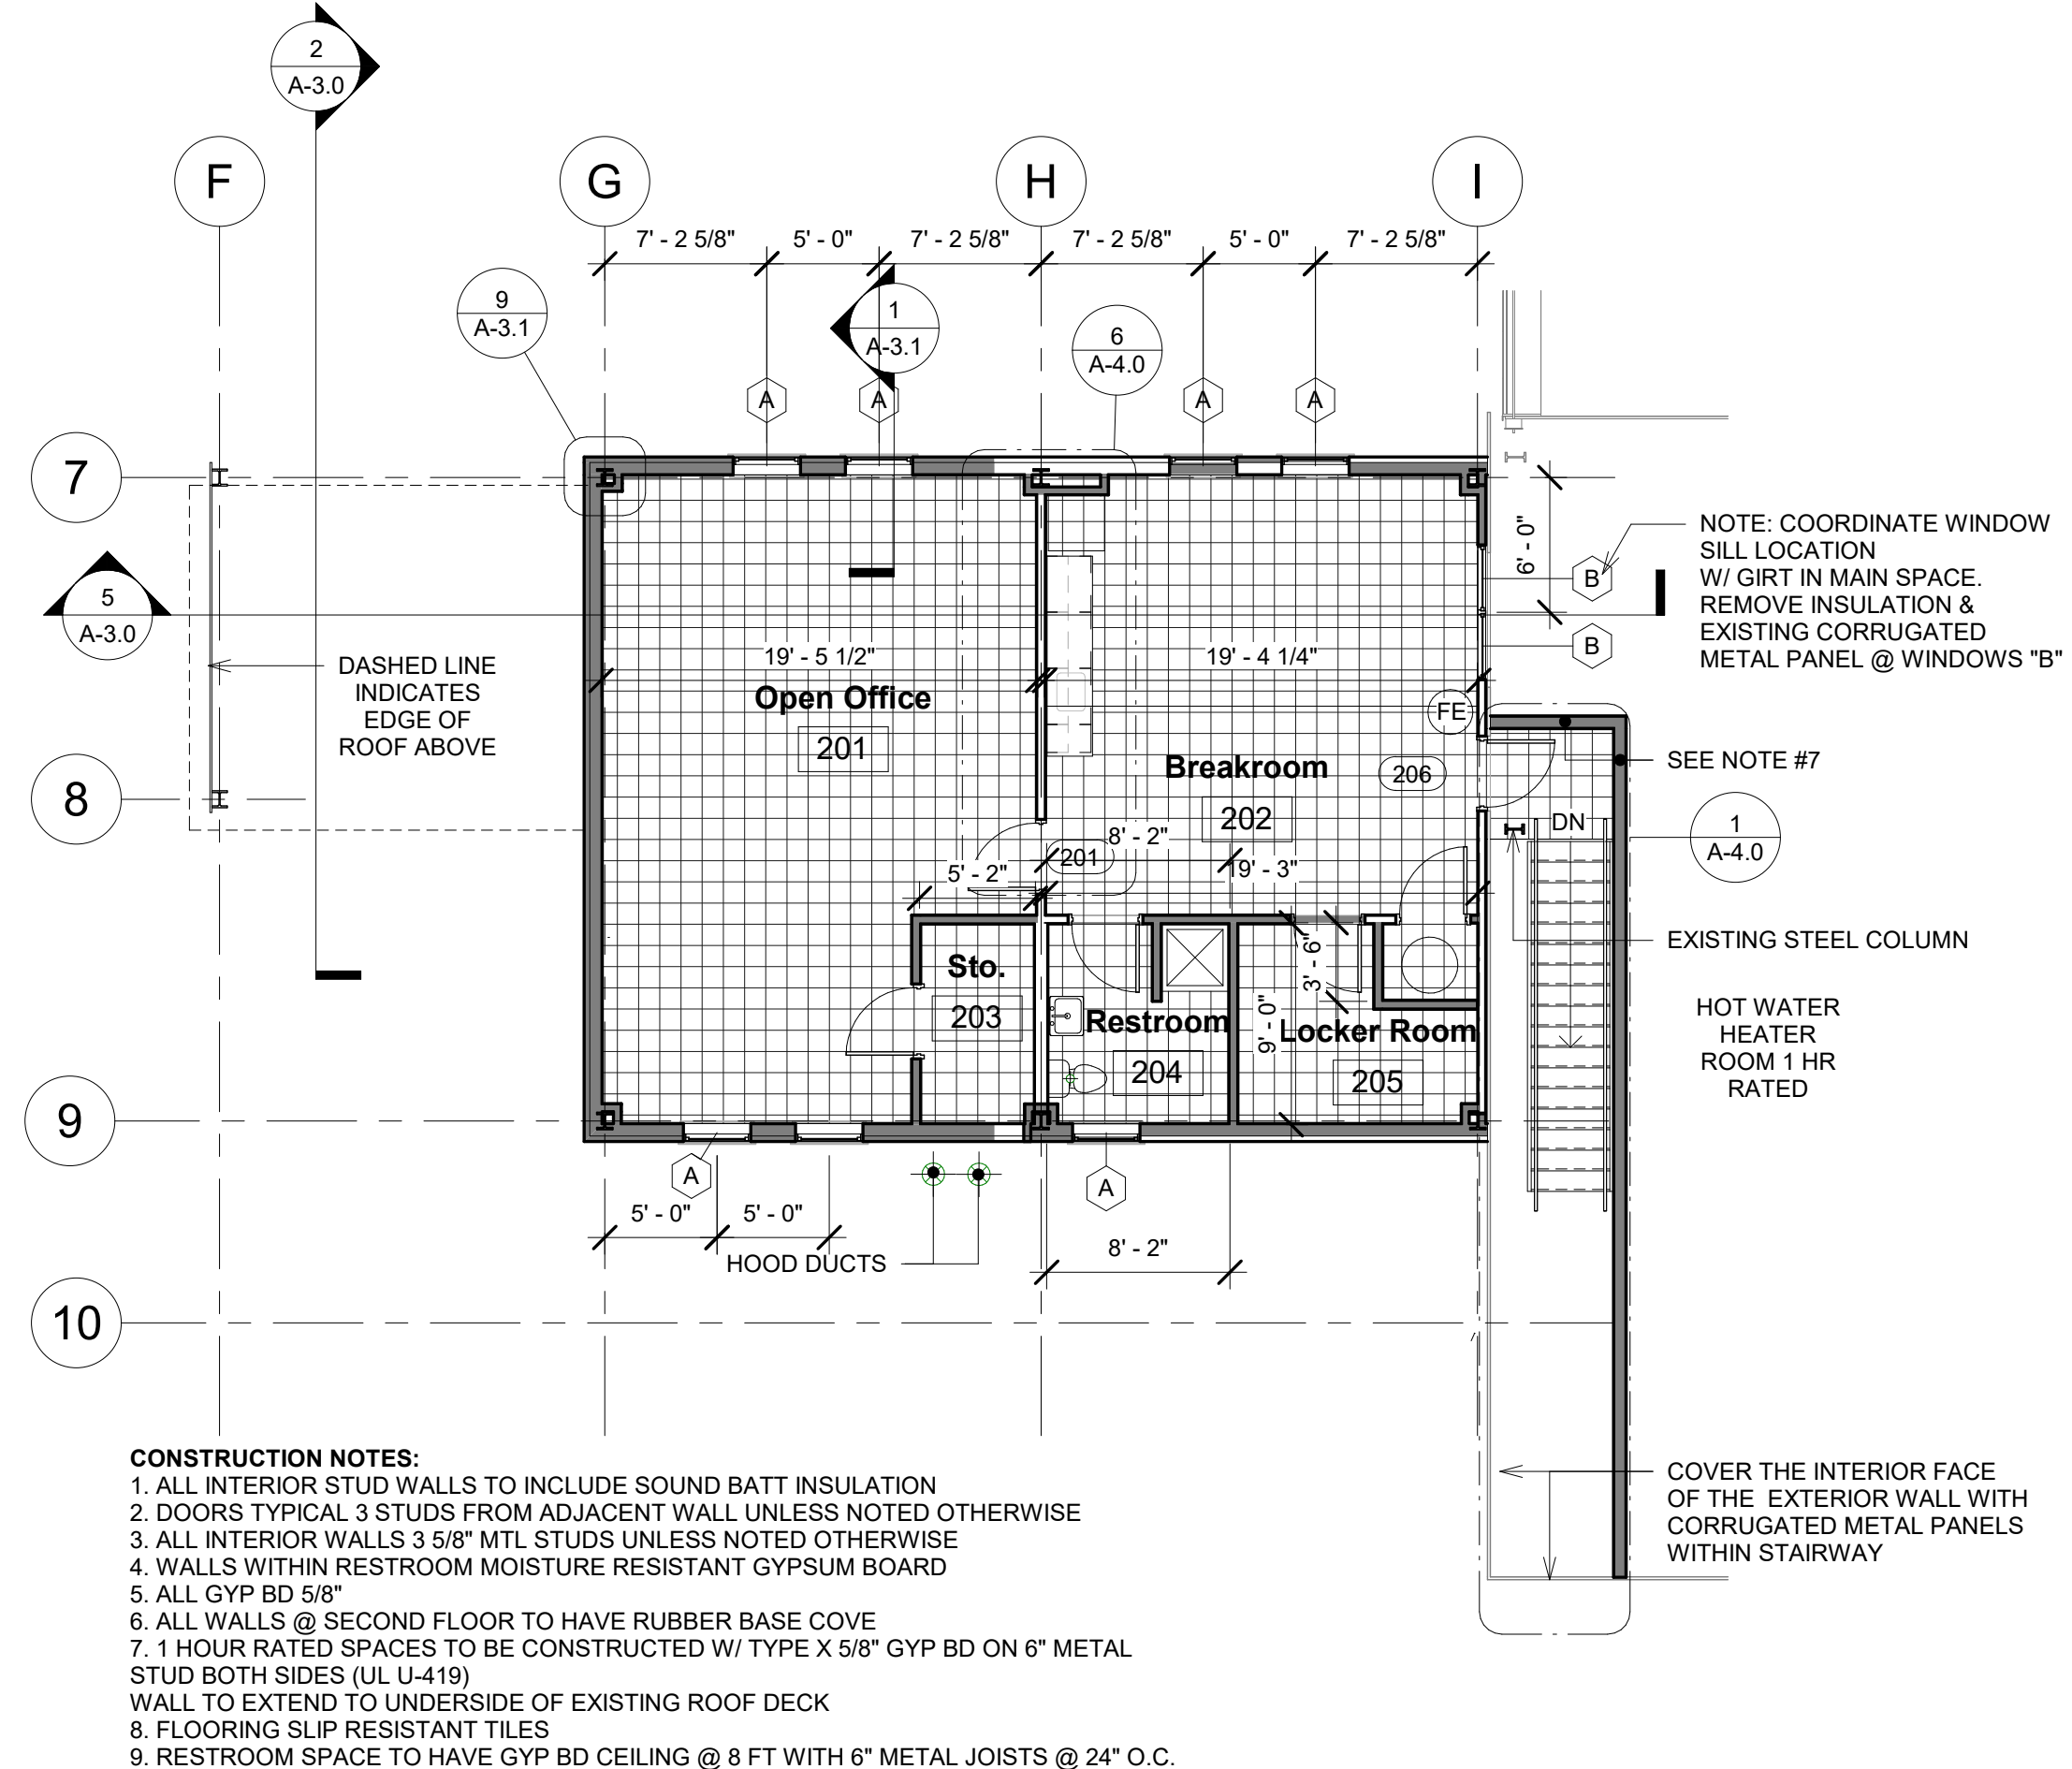 2
A-3.0
F
G
H
I
7' - 2 5/8"
5' - 0"
7' - 2 5/8"
7' - 2 5/8"
5' - 0"
7' - 2 5/8"
9
A-3.1
1
A-3.1
6
A-4.0
A
A
A
A
7
6' - 0"
NOTE: COORDINATE WINDOW
SILL LOCATION
W/ GIRT IN MAIN SPACE.
REMOVE INSULATION &
EXISTING CORRUGATED
METAL PANEL @ WINDOWS "B"
B
B
5
A-3.0
DASHED LINE
INDICATES
EDGE OF
ROOF ABOVE
19' - 5 1/2"
19' - 4 1/4"
Open Office
201
FE
Breakroom
206
202
SEE NOTE #7
8
DN
1
A-4.0
8' - 2"
201
5' - 2"
19' - 3"
EXISTING STEEL COLUMN
3' - 6"
Sto.
203
Restroom
204
9' - 0"
Locker Room
205
HOT WATER
HEATER
ROOM 1 HR
RATED
9
A
A
5' - 0"
5' - 0"
HOOD DUCTS
8' - 2"
10
COVER THE INTERIOR FACE
OF THE EXTERIOR WALL WITH
CORRUGATED METAL PANELS
WITHIN STAIRWAY
CONSTRUCTION NOTES:
1. ALL INTERIOR STUD WALLS TO INCLUDE SOUND BATT INSULATION
2. DOORS TYPICAL 3 STUDS FROM ADJACENT WALL UNLESS NOTED OTHERWISE
3. ALL INTERIOR WALLS 3 5/8" MTL STUDS UNLESS NOTED OTHERWISE
4. WALLS WITHIN RESTROOM MOISTURE RESISTANT GYPSUM BOARD
5. ALL GYP BD 5/8"
6. ALL WALLS @ SECOND FLOOR TO HAVE RUBBER BASE COVE
7. 1 HOUR RATED SPACES TO BE CONSTRUCTED W/ TYPE X 5/8" GYP BD ON 6" METAL
STUD BOTH SIDES (UL U-419)
WALL TO EXTEND TO UNDERSIDE OF EXISTING ROOF DECK
8. FLOORING SLIP RESISTANT TILES
9. RESTROOM SPACE TO HAVE GYP BD CEILING @ 8 FT WITH 6" METAL JOISTS @ 24" O.C.